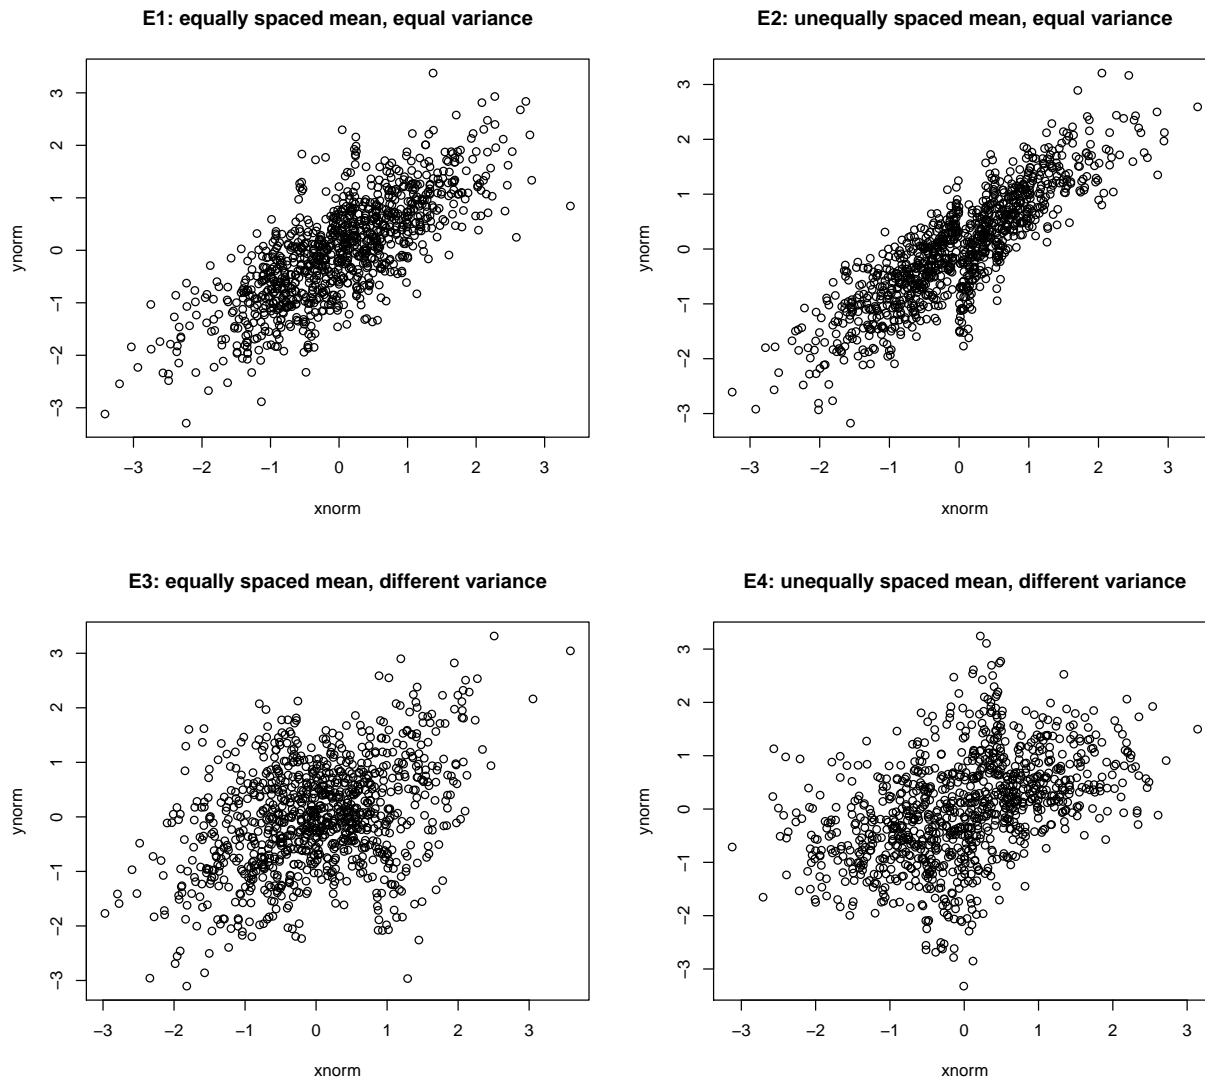 E1: equally spaced mean, equal variance
ynorm
3
2
1
0
−1
−2
−3
−3 −2 −1 0 1 2 3
xnorm
E2: unequally spaced mean, equal variance
ynorm
3
2
1
0
−1
−2
−3
−3 −2 −1 0 1 2 3
xnorm
E3: equally spaced mean, different variance
ynorm
3
2
1
0
−1
−2
−3
−3 −2 −1 0 1 2 3
xnorm
E4: unequally spaced mean, different variance
ynorm
3
2
1
0
−1
−2
−3
−3 −2 −1 0 1 2 3
xnorm